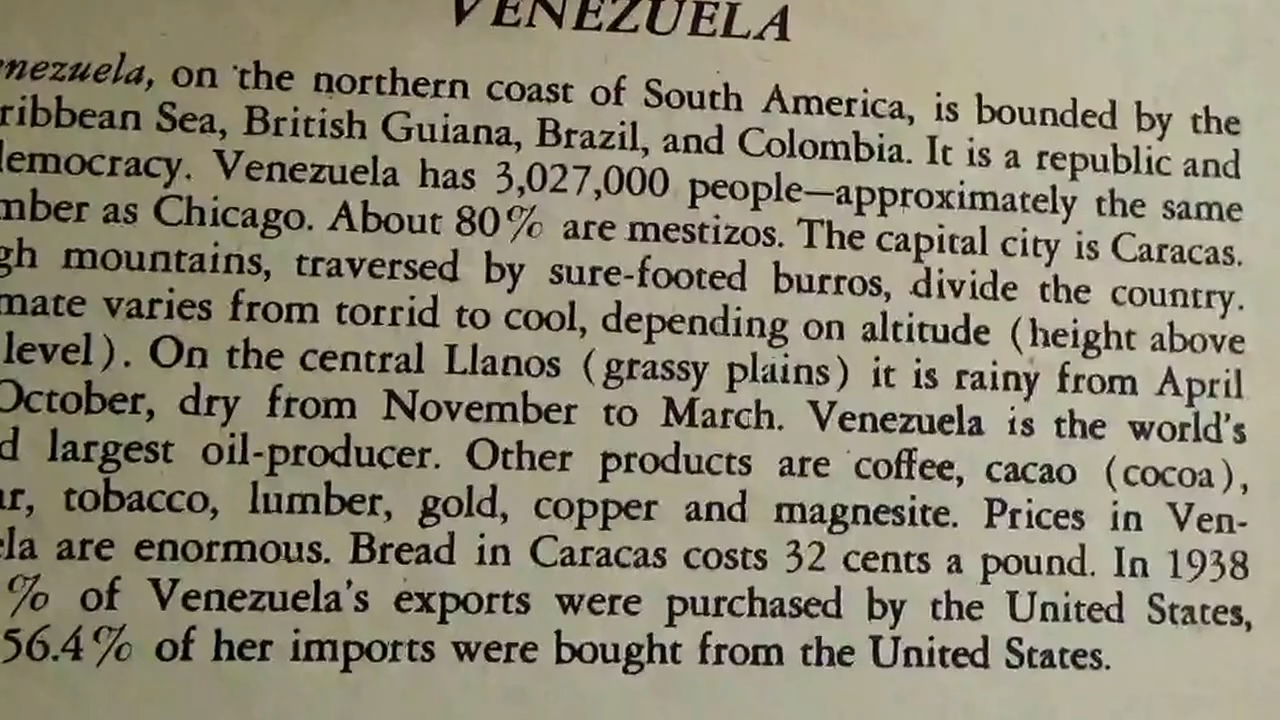 VENEZUELA
nezuela, on the northern coast of South America, is bounded by the
ribbean Sea, British Guiana, Brazil, and Colombia. It is a republic and
democracy. Venezuela has 3,027,000 people—approximately the same
mber as Chicago. About 80% are mestizos. The capital city is Caracas.
gh mountains, traversed by sure-footed burros, divide the country.
mate varies from torrid to cool, depending on altitude (height above
level). On the central Llanos (grassy plains) it is rainy from April
October, dry from November to March. Venezuela is the world's
d largest oil-producer. Other products are coffee, cacao (cocoa),
ar, tobacco, lumber, gold, copper and magnesite. Prices in Ven-
ela are enormous. Bread in Caracas costs 32 cents a pound. In 1938
% of Venezuela's exports were purchased by the United States,
56.4% of her imports were bought from the United States.